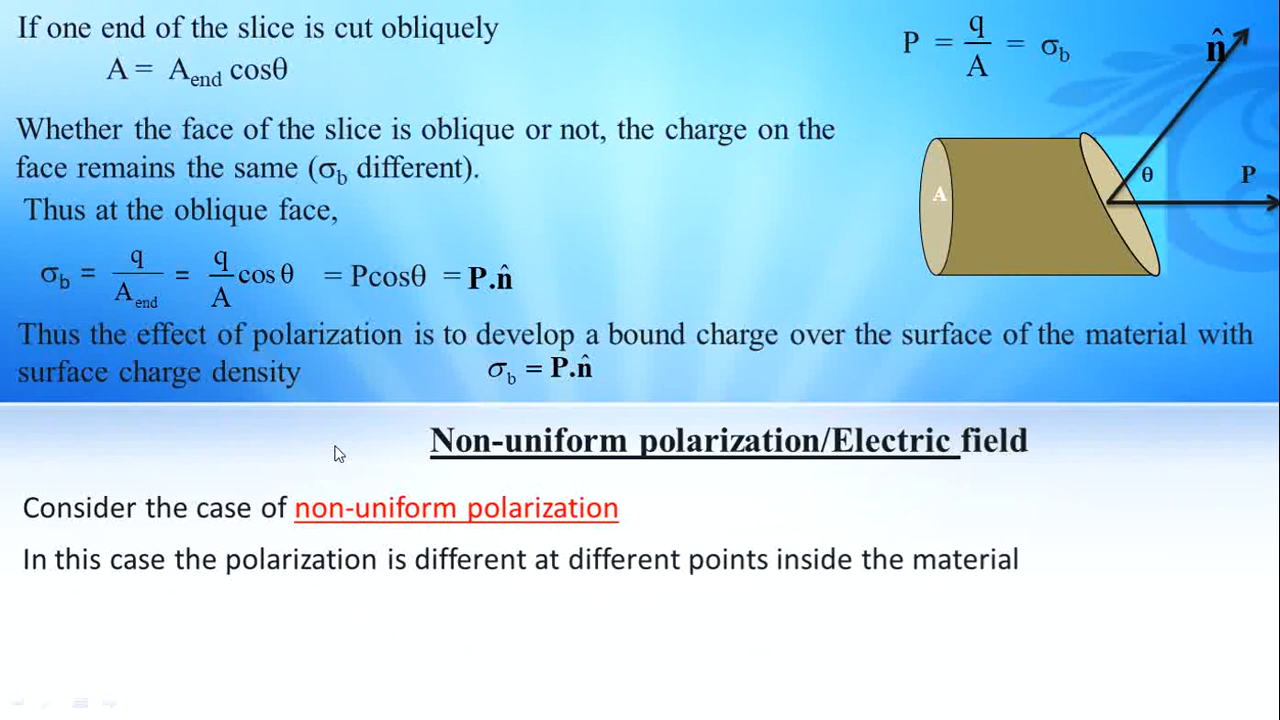 If one end of the slice is cut obliquely
A = A_end cosθ
P = q/A = σ_b
n̂
θ
P
A
Whether the face of the slice is oblique or not, the charge on the
face remains the same (σ_b different).
Thus at the oblique face,
σ_b = q/A_end = q/A cosθ = Pcosθ = P.n̂
Thus the effect of polarization is to develop a bound charge over the surface of the material with
surface charge density σ_b = P.n̂
Non-uniform polarization/Electric field
Consider the case of non-uniform polarization
In this case the polarization is different at different points inside the material